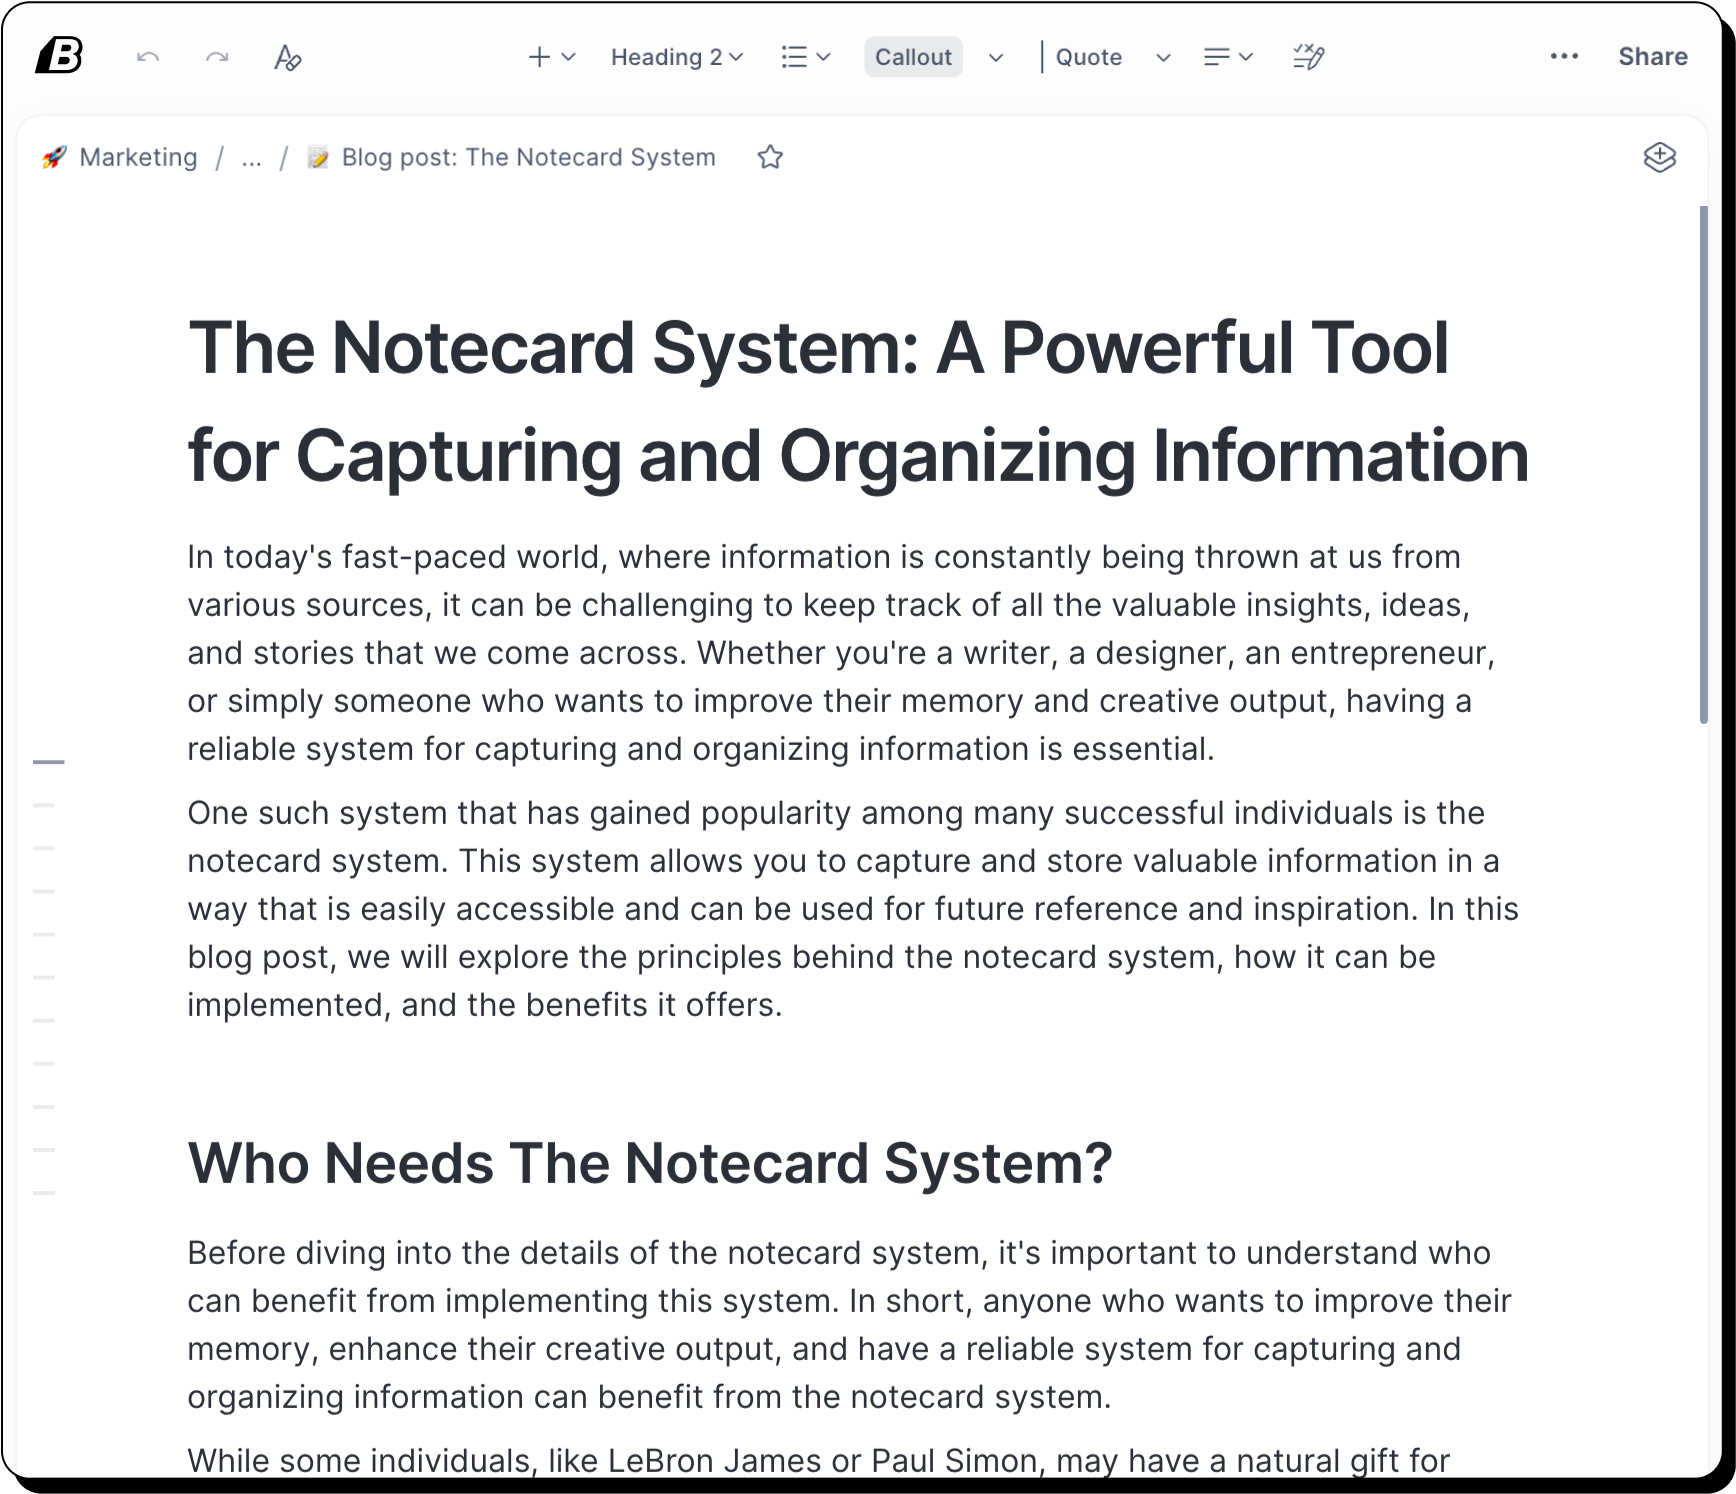 B
Heading 2
Callout
Quote
Share
Marketing / ... / Blog post: The Notecard System
The Notecard System: A Powerful Tool
for Capturing and Organizing Information
In today's fast-paced world, where information is constantly being thrown at us from
various sources, it can be challenging to keep track of all the valuable insights, ideas,
and stories that we come across. Whether you're a writer, a designer, an entrepreneur,
or simply someone who wants to improve their memory and creative output, having a
reliable system for capturing and organizing information is essential.
One such system that has gained popularity among many successful individuals is the
notecard system. This system allows you to capture and store valuable information in a
way that is easily accessible and can be used for future reference and inspiration. In this
blog post, we will explore the principles behind the notecard system, how it can be
implemented, and the benefits it offers.
Who Needs The Notecard System?
Before diving into the details of the notecard system, it's important to understand who
can benefit from implementing this system. In short, anyone who wants to improve their
memory, enhance their creative output, and have a reliable system for capturing and
organizing information can benefit from the notecard system.
While some individuals, like LeBron James or Paul Simon, may have a natural gift for